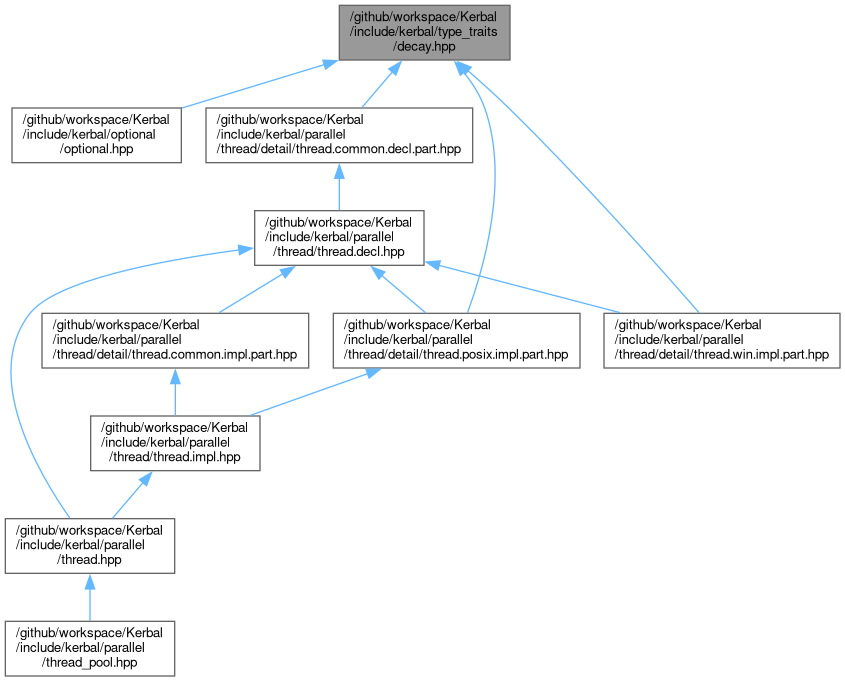 /github/workspace/Kerbal
/include/kerbal/type_traits
/decay.hpp
/github/workspace/Kerbal
/include/kerbal/optional
/optional.hpp
/github/workspace/Kerbal
/include/kerbal/parallel
/thread/detail/thread.common.decl.part.hpp
/github/workspace/Kerbal
/include/kerbal/parallel
/thread/thread.decl.hpp
/github/workspace/Kerbal
/include/kerbal/parallel
/thread/detail/thread.common.impl.part.hpp
/github/workspace/Kerbal
/include/kerbal/parallel
/thread/detail/thread.posix.impl.part.hpp
/github/workspace/Kerbal
/include/kerbal/parallel
/thread/detail/thread.win.impl.part.hpp
/github/workspace/Kerbal
/include/kerbal/parallel
/thread/thread.impl.hpp
/github/workspace/Kerbal
/include/kerbal/parallel
/thread.hpp
/github/workspace/Kerbal
/include/kerbal/parallel
/thread_pool.hpp